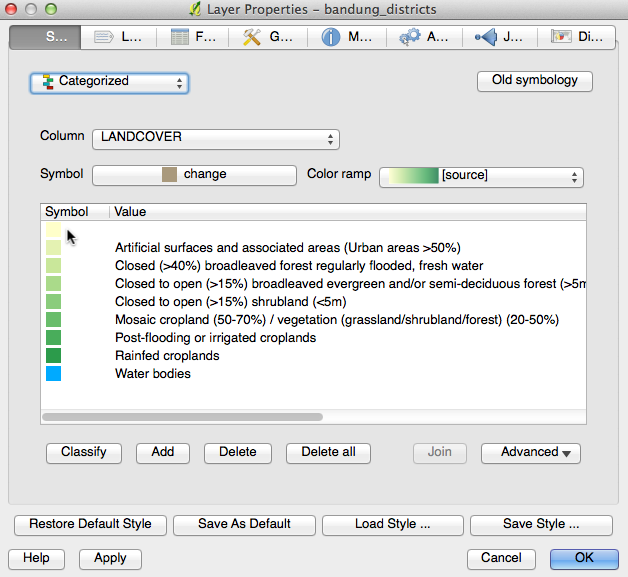 Layer Properties – bandung_districts
S... L... F... G... M... A... J... Di...
Categorized
Old symbology
Column LANDCOVER
Symbol change Color ramp [source]
Symbol Value
Artificial surfaces and associated areas (Urban areas >50%)
Closed (>40%) broadleaved forest regularly flooded, fresh water
Closed to open (>15%) broadleaved evergreen and/or semi-deciduous forest (>5m
Closed to open (>15%) shrubland (<5m)
Mosaic cropland (50-70%) / vegetation (grassland/shrubland/forest) (20-50%)
Post-flooding or irrigated croplands
Rainfed croplands
Water bodies
Classify Add Delete Delete all Join Advanced
Restore Default Style Save As Default Load Style ... Save Style ...
Help Apply Cancel OK